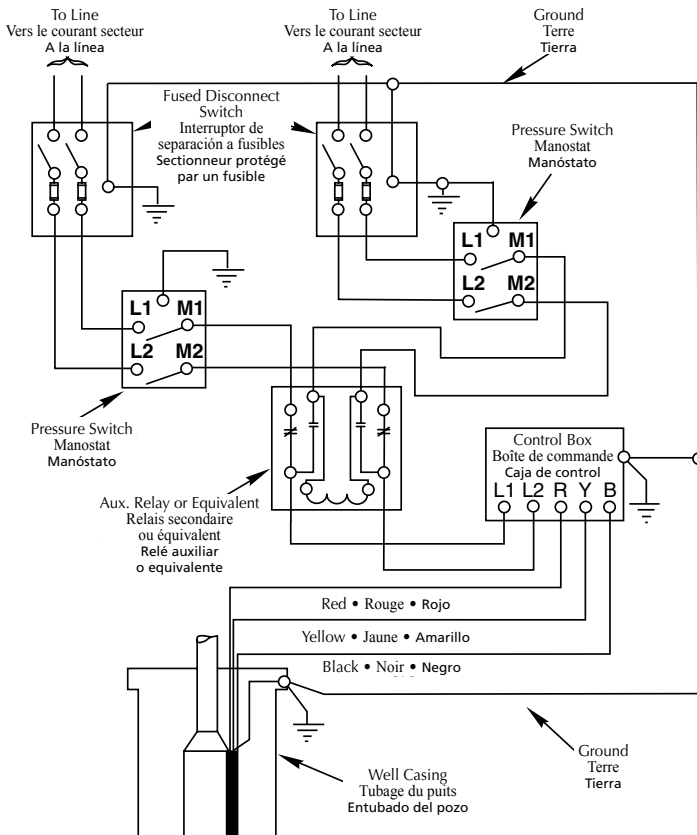 To Line
Vers le courant secteur
A la línea
To Line
Vers le courant secteur
A la línea
Ground
Terre
Tierra
Fused Disconnect
Switch
Interruptor de
separación a fusibles
Sectionneur protégé
par un fusible
Pressure Switch
Manostat
Manóstato
L1 M1
L2 M2
L1 M1
L2 M2
Pressure Switch
Manostat
Manóstato
Aux. Relay or Equivalent
Relais secondaire
ou équivalent
Relé auxiliar
o equivalente
Control Box
Boîte de commande
Caja de control
L1 L2 R Y B
Red • Rouge • Rojo
Yellow • Jaune • Amarillo
Black • Noir • Negro
Well Casing
Tubage du puits
Entubado del pozo
Ground
Terre
Tierra